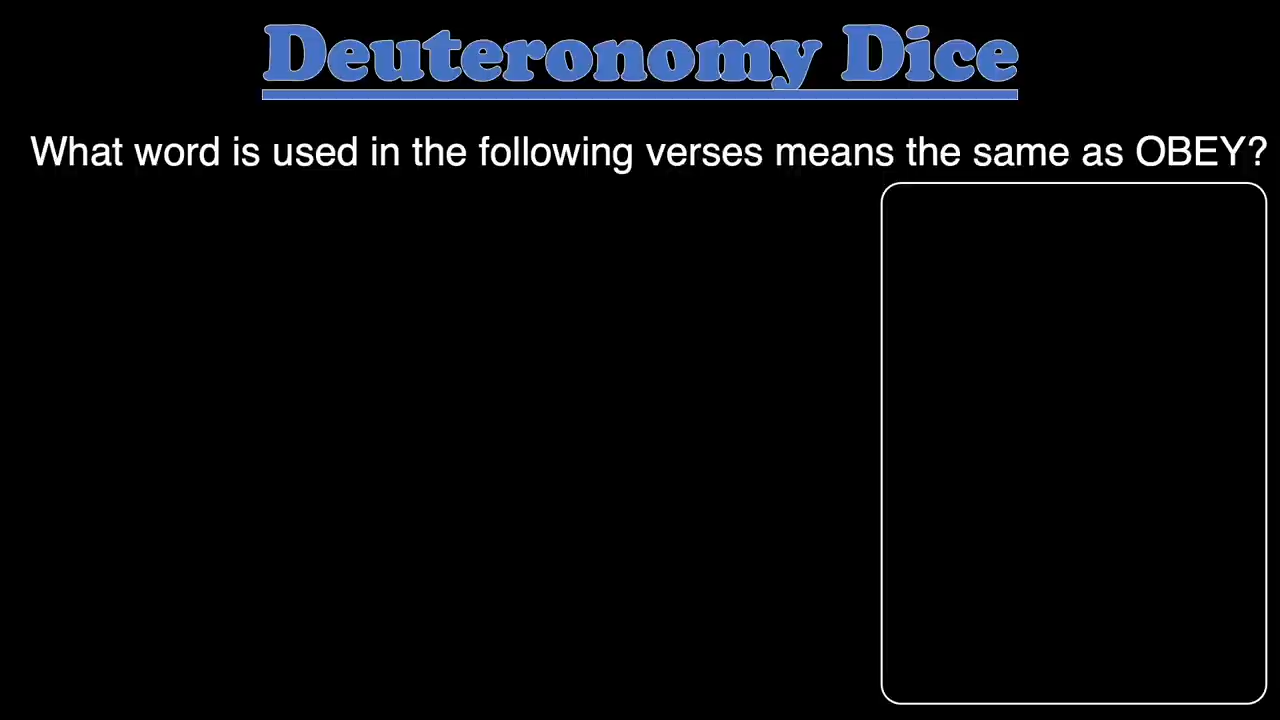 Deuteronomy Dice
What word is used in the following verses means the same as OBEY?